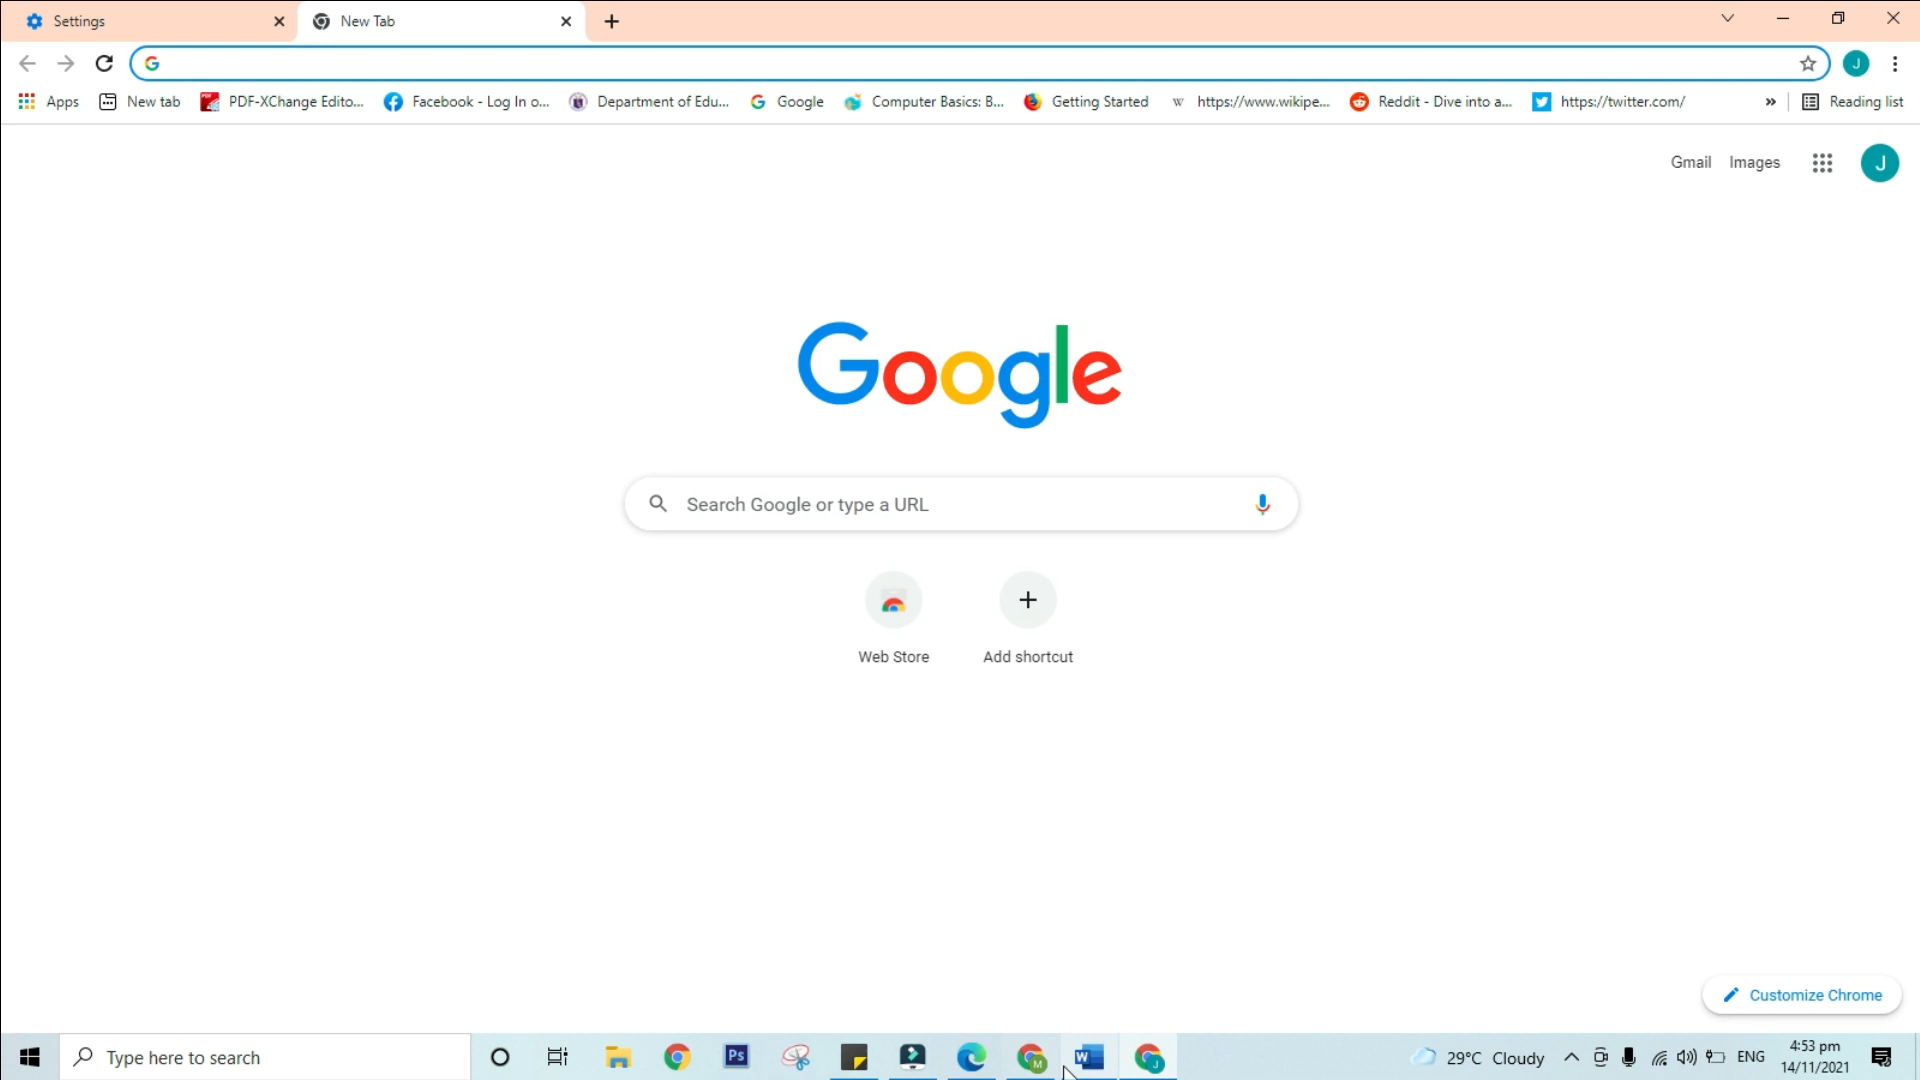 Settings
New Tab
Apps
New tab
PDF-XChange Edito...
Facebook - Log In o...
Department of Edu...
Google
Computer Basics: B...
Getting Started
https://www.wikipe...
Reddit - Dive into a...
https://twitter.com/
»
Reading list
J
Gmail
Images
J
Google
Search Google or type a URL
Web Store
Add shortcut
Customize Chrome
Type here to search
Ps
29°C Cloudy
ENG
4:53 pm
14/11/2021